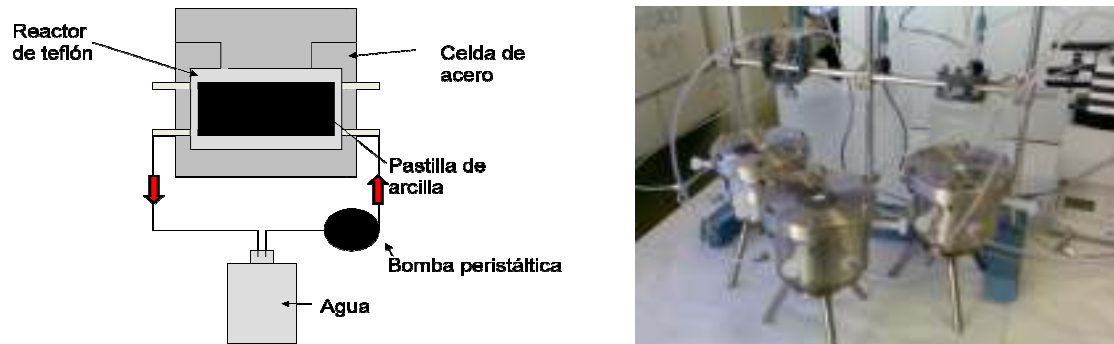 Reactor
de teflón
Celda de
acero
Pastilla de
arcilla
Bomba peristáltica
Agua